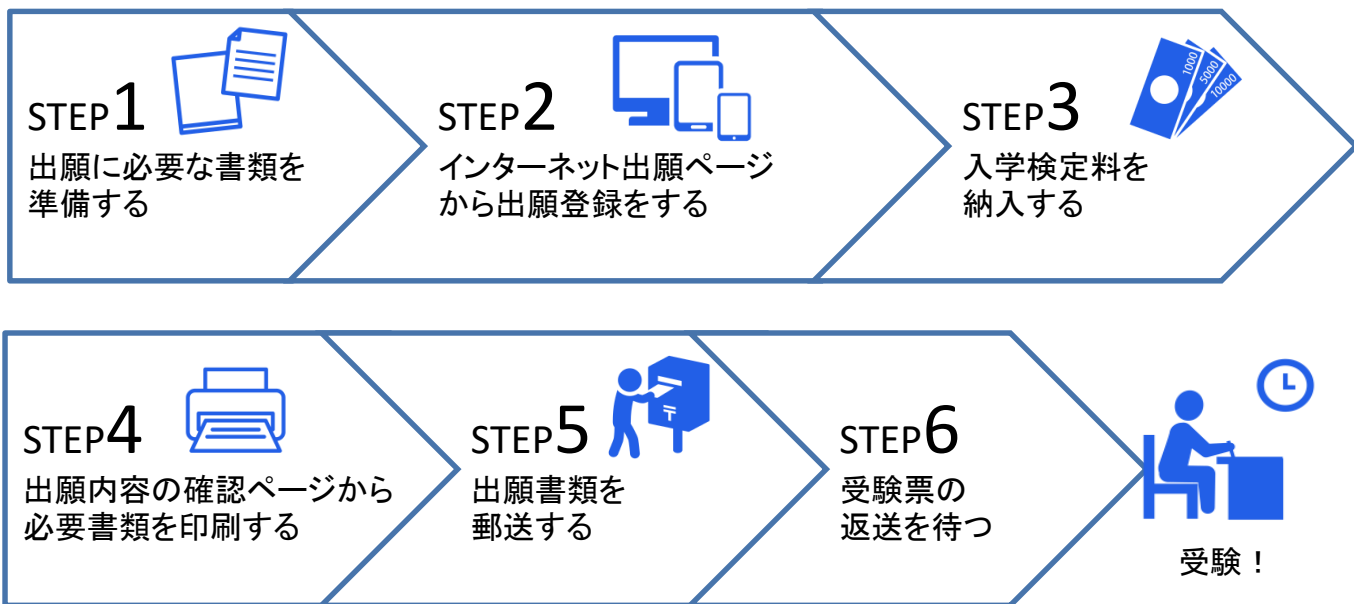 STEP1
出願に必要な書類を
準備する
STEP2
インターネット出願ページ
から出願登録をする
STEP3
1000
5000
10000
入学検定料を
納入する
STEP4
出願内容の確認ページから
必要書類を印刷する
STEP5
〒
出願書類を
郵送する
STEP6
受験票の
返送を待つ
受験！